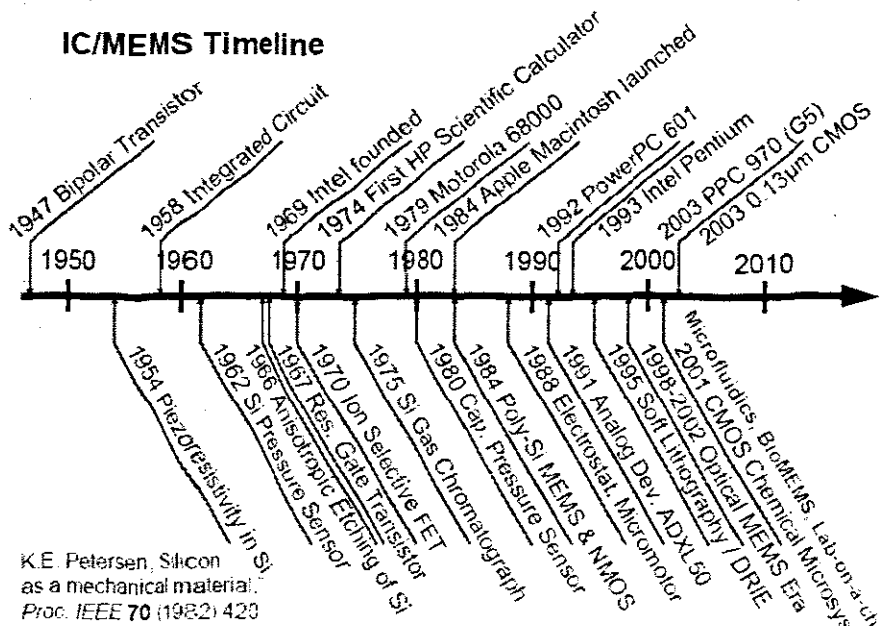 IC/MEMS Timeline
1947 Bipolar Transistor
1958 Integrated Circuit
1969 Intel founded
1974 First HP Scientific Calculator
1979 Motorola 68000
1984 Apple Macintosh launched
1992 PowerPC 601
1993 Intel Pentium
2003 PPC 970 (G5)
2003 0.13µm CMOS
1950
1960
1970
1980
1990
2000
2010
1954 Piezoresistivity in Si
1962 Si Pressure Sensor
1966 Anisotropic Etching of Si
1967 Res. Gate Transistor
1970 Ion Selective FET
1975 Si Gas Chromatograph
1980 Cap. Pressure Sensor
1984 Poly-Si MEMS & NMOS
1988 Electrostat. Micromotor
1991 Analog Dev. ADXL50
1995 Soft Lithography / DRIE
1998-2002 Optical MEMS Era
2001 CMOS Chemical Microsys
Microfluidics, BioMEMS, Lab-on-a-ch
K.E. Petersen, Silicon
as a mechanical material.
Proc. IEEE 70 (1982) 420